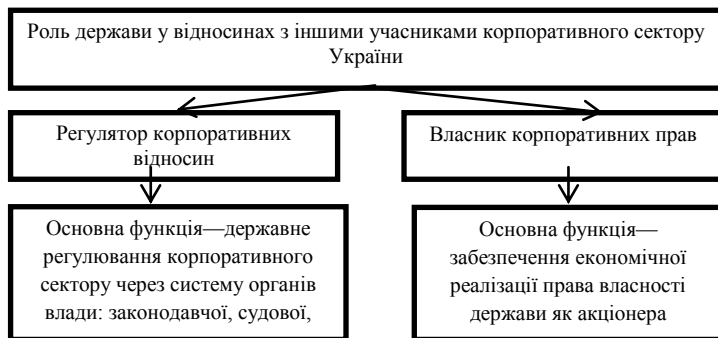 Роль держави у відносинах з іншими учасниками корпоративного сектору
України
Регулятор корпоративних
відносин
Власник корпоративних прав
Основна функція—державне
регулювання корпоративного
сектору через систему органів
влади: законодавчої, судової,
Основна функція—
забезпечення економічної
реалізації права власності
держави як акціонера